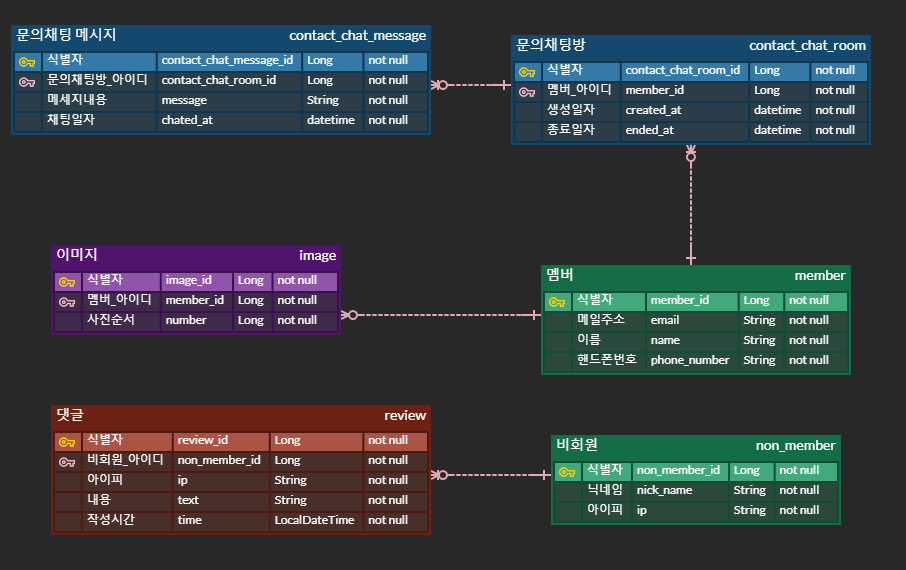 문의채팅 메시지 contact_chat_message
식별자 contact_chat_message_id Long not null
문의채팅방_아이디 contact_chat_room_id Long not null
메세지내용 message String not null
채팅일자 chated_at datetime not null
문의채팅방 contact_chat_room
식별자 contact_chat_room_id Long not null
멤버_아이디 member_id Long not null
생성일자 created_at datetime not null
종료일자 ended_at datetime not null
이미지 image
식별자 image_id Long not null
멤버_아이디 member_id Long not null
사진순서 number Long not null
멤버 member
식별자 member_id Long not null
메일주소 email String not null
이름 name String not null
핸드폰번호 phone_number String not null
댓글 review
식별자 review_id Long not null
비회원_아이디 non_member_id Long not null
아이피 ip String not null
내용 text String not null
작성시간 time LocalDateTime not null
비회원 non_member
식별자 non_member_id Long not null
닉네임 nick_name String not null
아이피 ip String not null